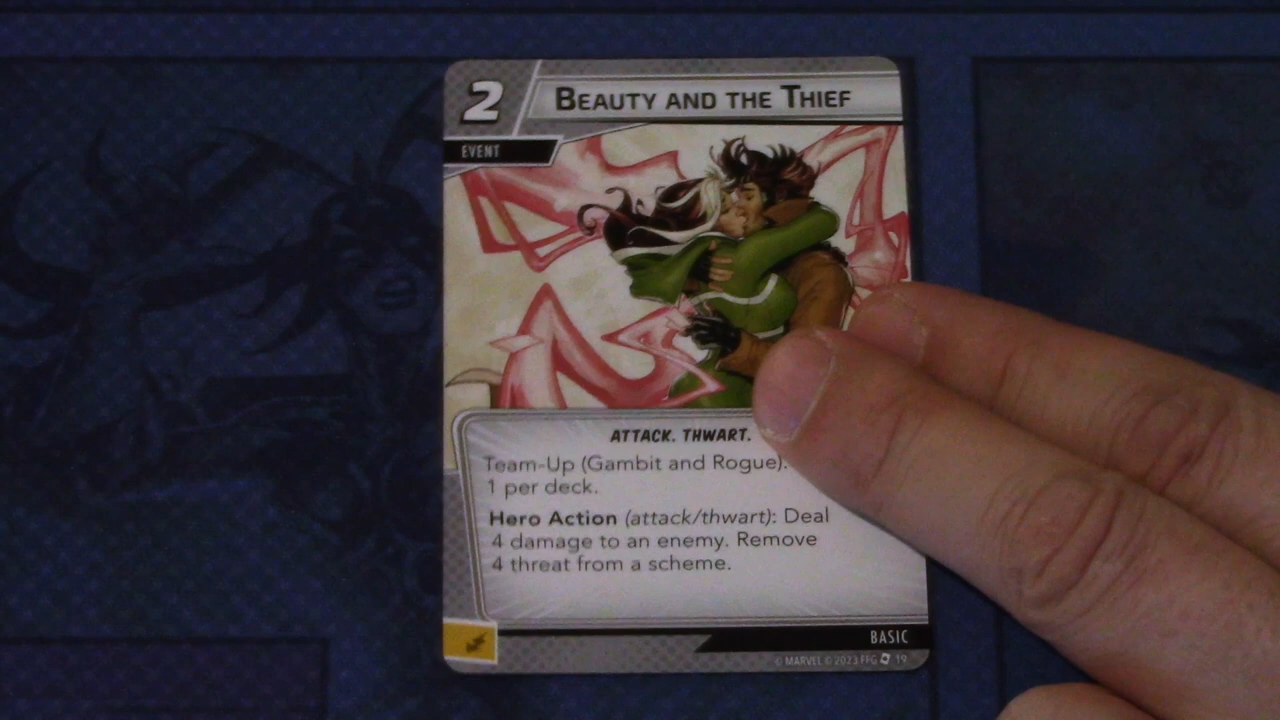 2
BEAUTY AND THE THIEF
EVENT
ATTACK. THWART.
Team-Up (Gambit and Rogue).
1 per deck.
Hero Action (attack/thwart): Deal
4 damage to an enemy. Remove
4 threat from a scheme.
BASIC
© MARVEL © 2023 FFG 19